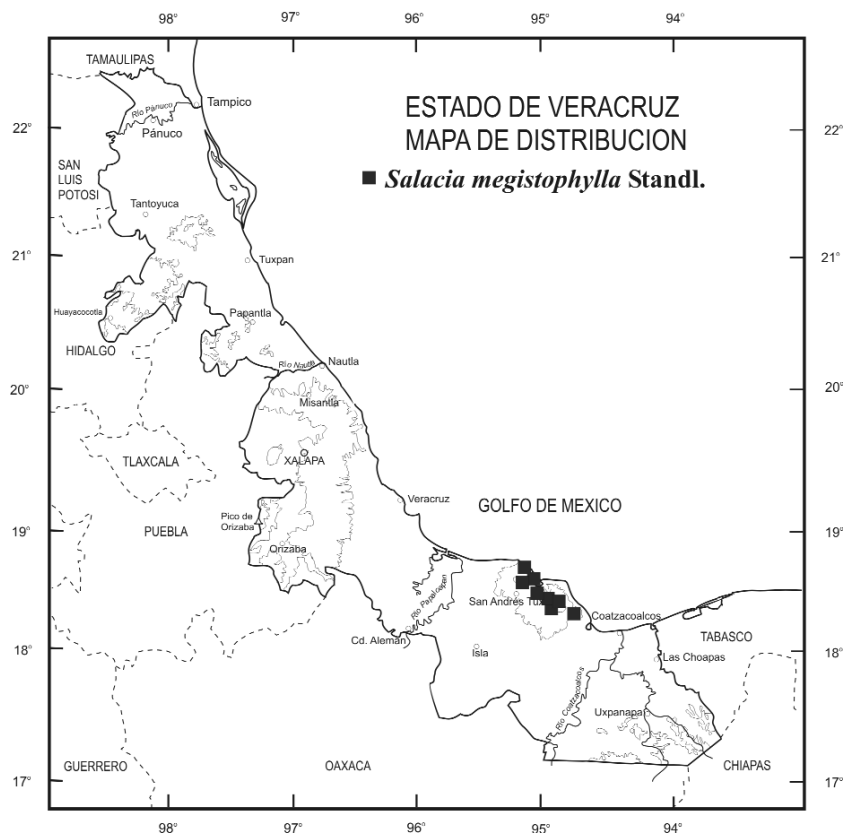 98° 97° 96° 95° 94°
TAMAULIPAS
Río Pánuco
Tampico
ESTADO DE VERACRUZ
MAPA DE DISTRIBUCION
Salacia megistophylla Standl.
22° 22°
Pánuco
SAN
LUIS
POTOSI
Tantoyuca
21° 21°
Tuxpan
Huayacocotla
Papantla
HIDALGO
Río Nautla
Nautla
20° 20°
Misantla
TLAXCALA
XALAPA
Veracruz
GOLFO DE MEXICO
Pico de
Orizaba
PUEBLA
19° 19°
Orizaba
Río Papaloapan
San Andrés Tux
Coatzacoalcos
Cd. Alemán
TABASCO
18° 18°
Isla
Las Choapas
Río Coatzacoalcos
Uxpanapa
GUERRERO
OAXACA
CHIAPAS
17° 17°
98° 97° 96° 95° 94°